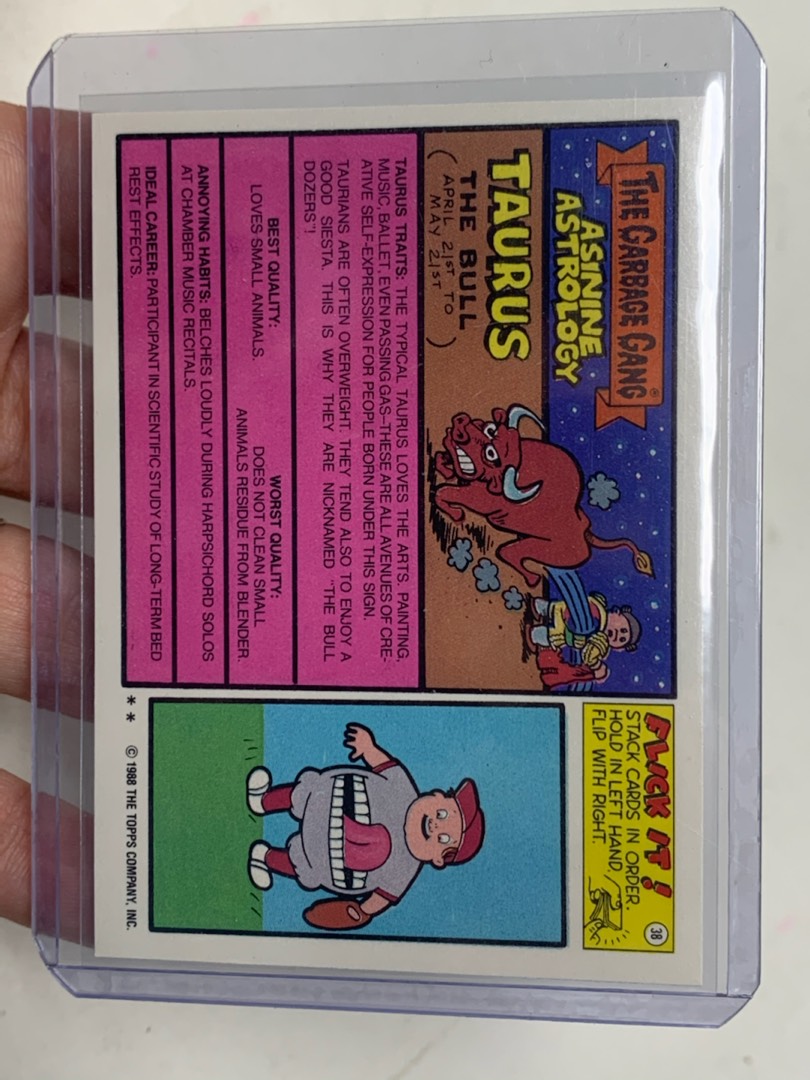 THE GARBAGE GANG®
ASININE
ASTROLOGY
TAURUS
THE BULL
( APRIL 21ST TO
MAY 21ST )
TAURUS TRAITS: THE TYPICAL TAURUS LOVES THE ARTS. PAINTING,
MUSIC, BALLET, EVEN PASSING GAS–THESE ARE ALL AVENUES OF CRE-
ATIVE SELF-EXPRESSION FOR PEOPLE BORN UNDER THIS SIGN.
TAURIANS ARE OFTEN OVERWEIGHT. THEY TEND ALSO TO ENJOY A
GOOD SIESTA. THIS IS WHY THEY ARE NICKNAMED "THE BULL
DOZERS"!
BEST QUALITY:
LOVES SMALL ANIMALS.
WORST QUALITY:
DOES NOT CLEAN SMALL
ANIMALS RESIDUE FROM BLENDER.
ANNOYING HABITS: BELCHES LOUDLY DURING HARPSICHORD SOLOS
AT CHAMBER MUSIC RECITALS.
IDEAL CAREER: PARTICIPANT IN SCIENTIFIC STUDY OF LONG-TERM BED
REST EFFECTS.
FLICK IT!
38
STACK CARDS IN ORDER.
HOLD IN LEFT HAND,
FLIP WITH RIGHT.
** © 1988 THE TOPPS COMPANY, INC.